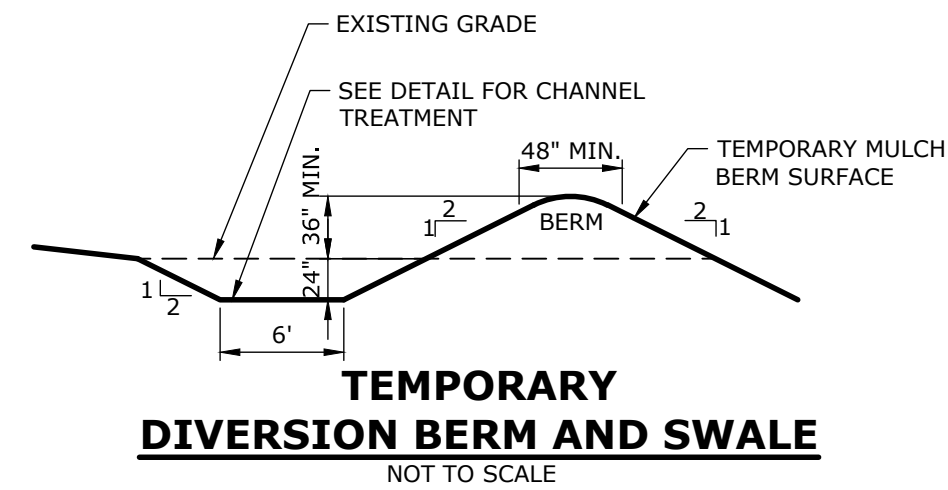 EXISTING GRADE
SEE DETAIL FOR CHANNEL
TREATMENT
48" MIN.
TEMPORARY MULCH
BERM SURFACE
36" MIN.
2
1
BERM
2
1
24"
1
2
6'
TEMPORARY
DIVERSION BERM AND SWALE
NOT TO SCALE